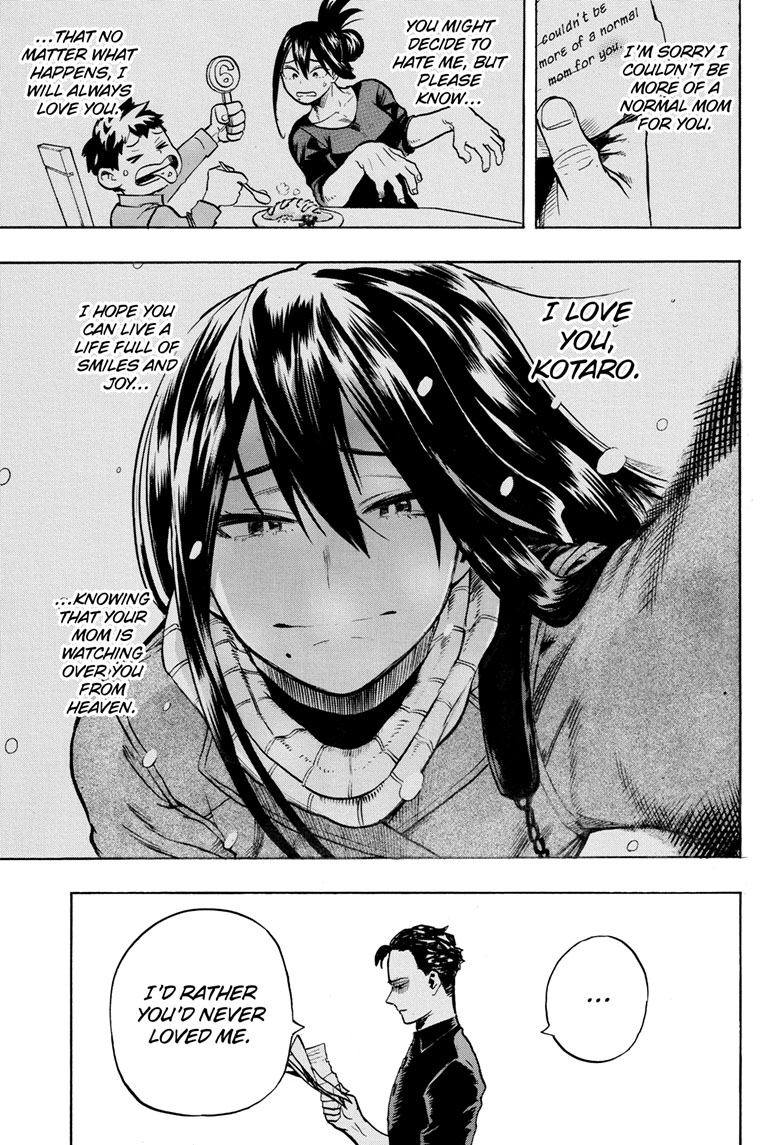 couldn't be
more of a normal
mom for you.
I'M SORRY I
COULDN'T BE
MORE OF A
NORMAL MOM
FOR YOU.
YOU MIGHT
DECIDE TO
HATE ME, BUT
PLEASE
KNOW...
6
...THAT NO
MATTER WHAT
HAPPENS, I
WILL ALWAYS
LOVE YOU.
I LOVE
YOU,
KOTARO.
I HOPE YOU
CAN LIVE A
LIFE FULL OF
SMILES AND
JOY...
...KNOWING
THAT YOUR
MOM IS
WATCHING
OVER YOU
FROM
HEAVEN.
...
I'D RATHER
YOU'D NEVER
LOVED ME.